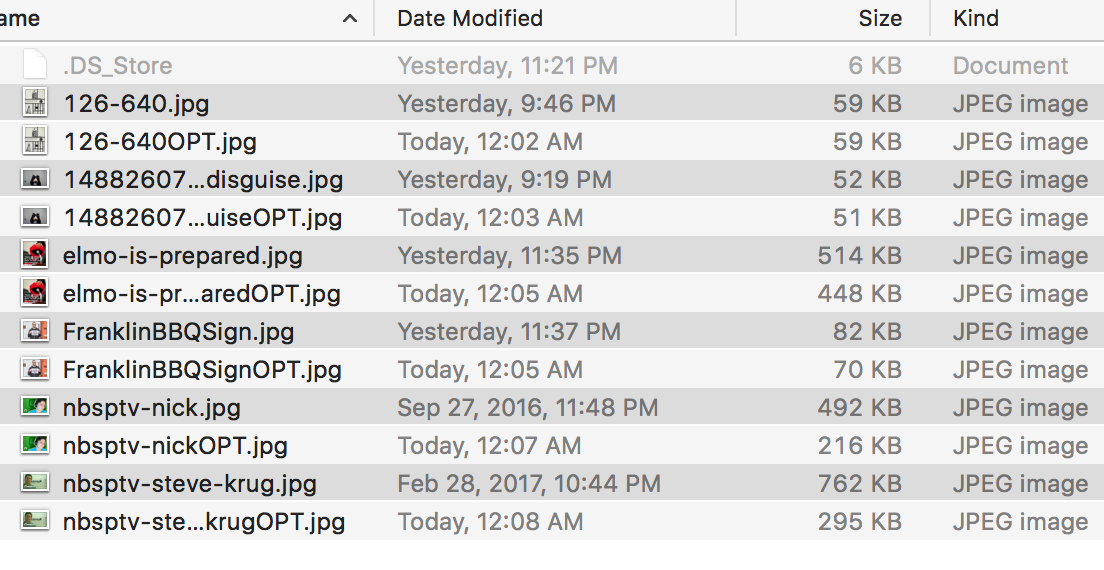 ame Date Modified Size Kind
.DS_Store Yesterday, 11:21 PM 6 KB Document
126-640.jpg Yesterday, 9:46 PM 59 KB JPEG image
126-640OPT.jpg Today, 12:02 AM 59 KB JPEG image
14882607...disguise.jpg Yesterday, 9:19 PM 52 KB JPEG image
14882607...uiseOPT.jpg Today, 12:03 AM 51 KB JPEG image
elmo-is-prepared.jpg Yesterday, 11:35 PM 514 KB JPEG image
elmo-is-pr...aredOPT.jpg Today, 12:05 AM 448 KB JPEG image
FranklinBBQSign.jpg Yesterday, 11:37 PM 82 KB JPEG image
FranklinBBQSignOPT.jpg Today, 12:05 AM 70 KB JPEG image
nbsptv-nick.jpg Sep 27, 2016, 11:48 PM 492 KB JPEG image
nbsptv-nickOPT.jpg Today, 12:07 AM 216 KB JPEG image
nbsptv-steve-krug.jpg Feb 28, 2017, 10:44 PM 762 KB JPEG image
nbsptv-ste...krugOPT.jpg Today, 12:08 AM 295 KB JPEG image